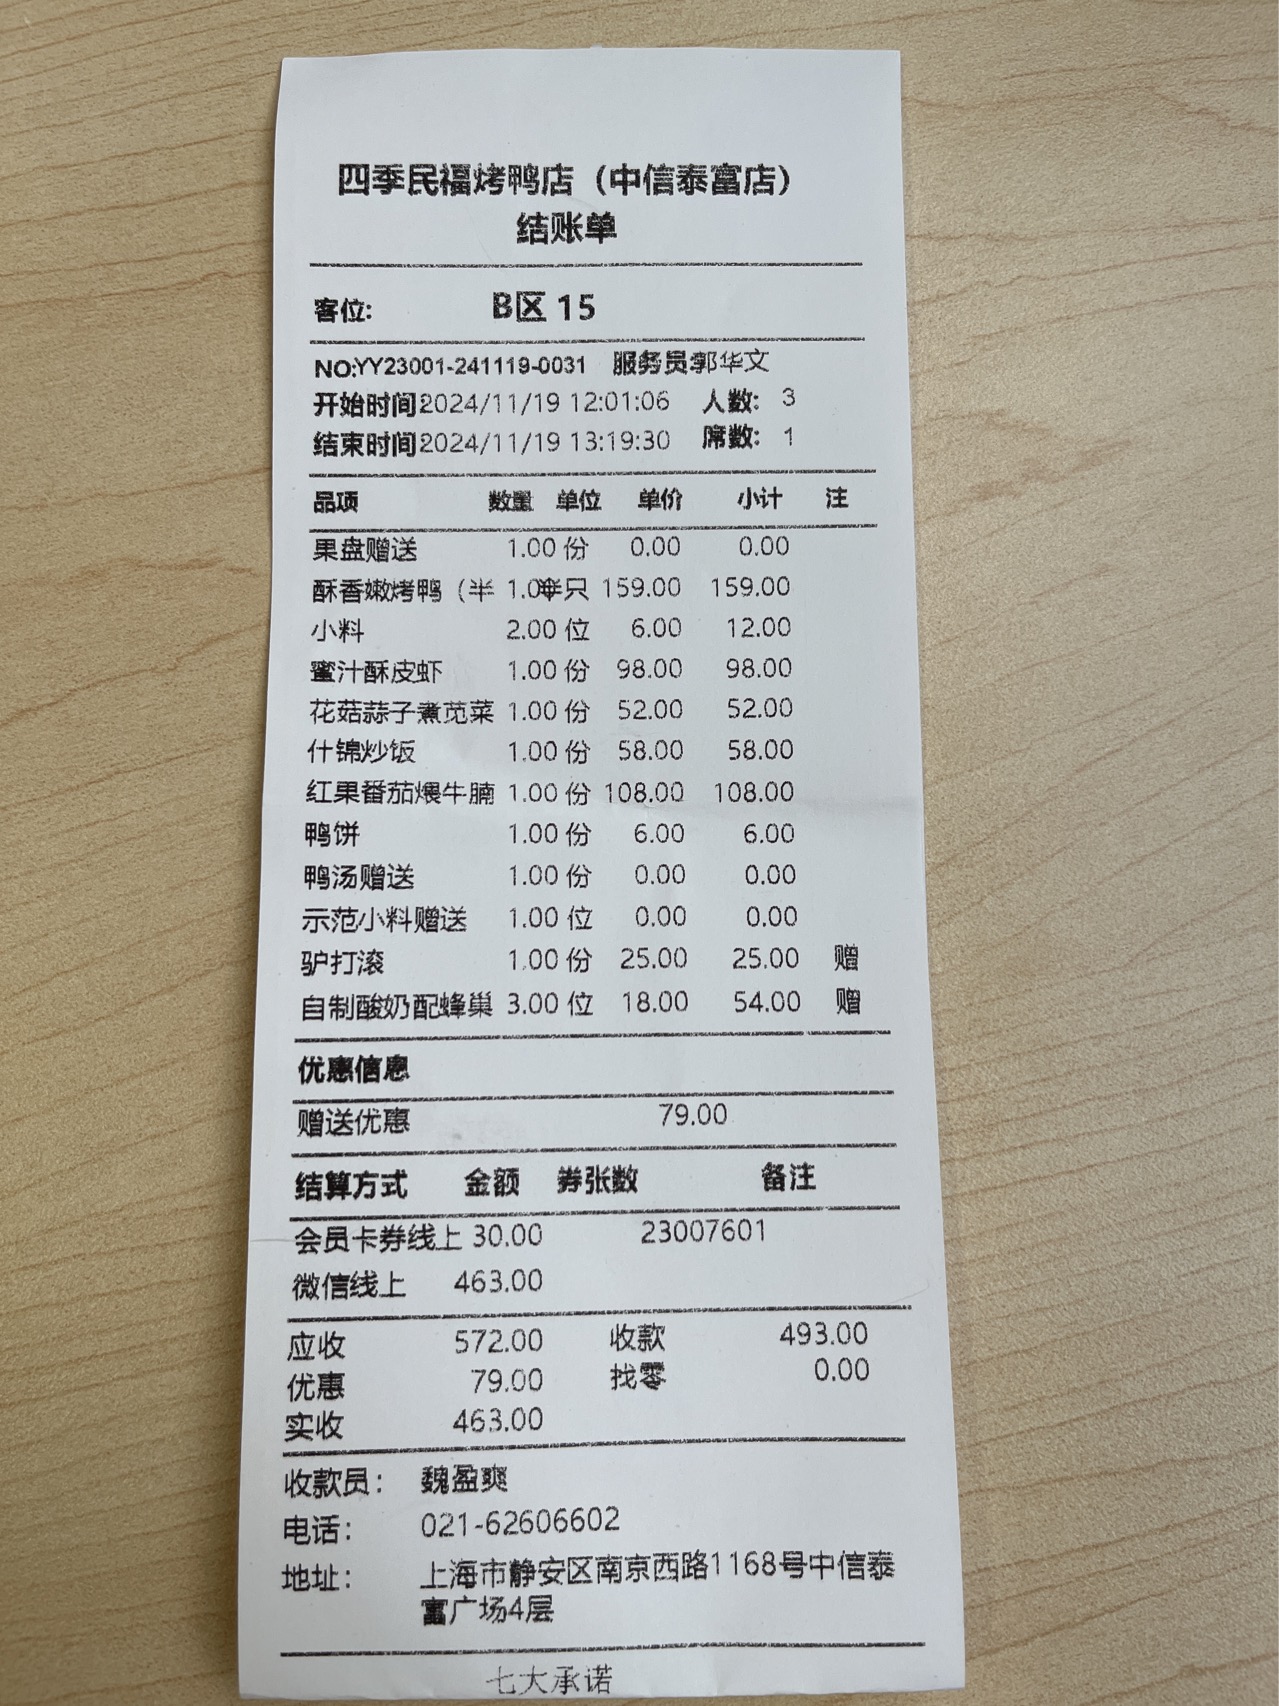 四季民福烤鸭店（中信泰富店）
结账单
客位: B区 15
NO:YY23001-241119-0031 服务员郭华文
开始时间2024/11/19 12:01:06 人数: 3
结束时间2024/11/19 13:19:30 席数: 1
品项 数量 单位 单价 小计 注
果盘赠送 1.00 份 0.00 0.00
酥香嫩烤鸭（半 1.00半只 159.00 159.00
小料 2.00 位 6.00 12.00
蜜汁酥皮虾 1.00 份 98.00 98.00
花菇蒜子煮苋菜 1.00 份 52.00 52.00
什锦炒饭 1.00 份 58.00 58.00
红果番茄煨牛腩 1.00 份 108.00 108.00
鸭饼 1.00 份 6.00 6.00
鸭汤赠送 1.00 份 0.00 0.00
示范小料赠送 1.00 位 0.00 0.00
驴打滚 1.00 份 25.00 25.00 赠
自制酸奶配蜂巢 3.00 位 18.00 54.00 赠
优惠信息
赠送优惠 79.00
结算方式 金额 券张数 备注
会员卡券线上 30.00 23007601
微信线上 463.00
应收 572.00 收款 493.00
优惠 79.00 找零 0.00
实收 463.00
收款员: 魏盈爽
电话: 021-62606602
地址: 上海市静安区南京西路1168号中信泰
富广场4层
七大承诺